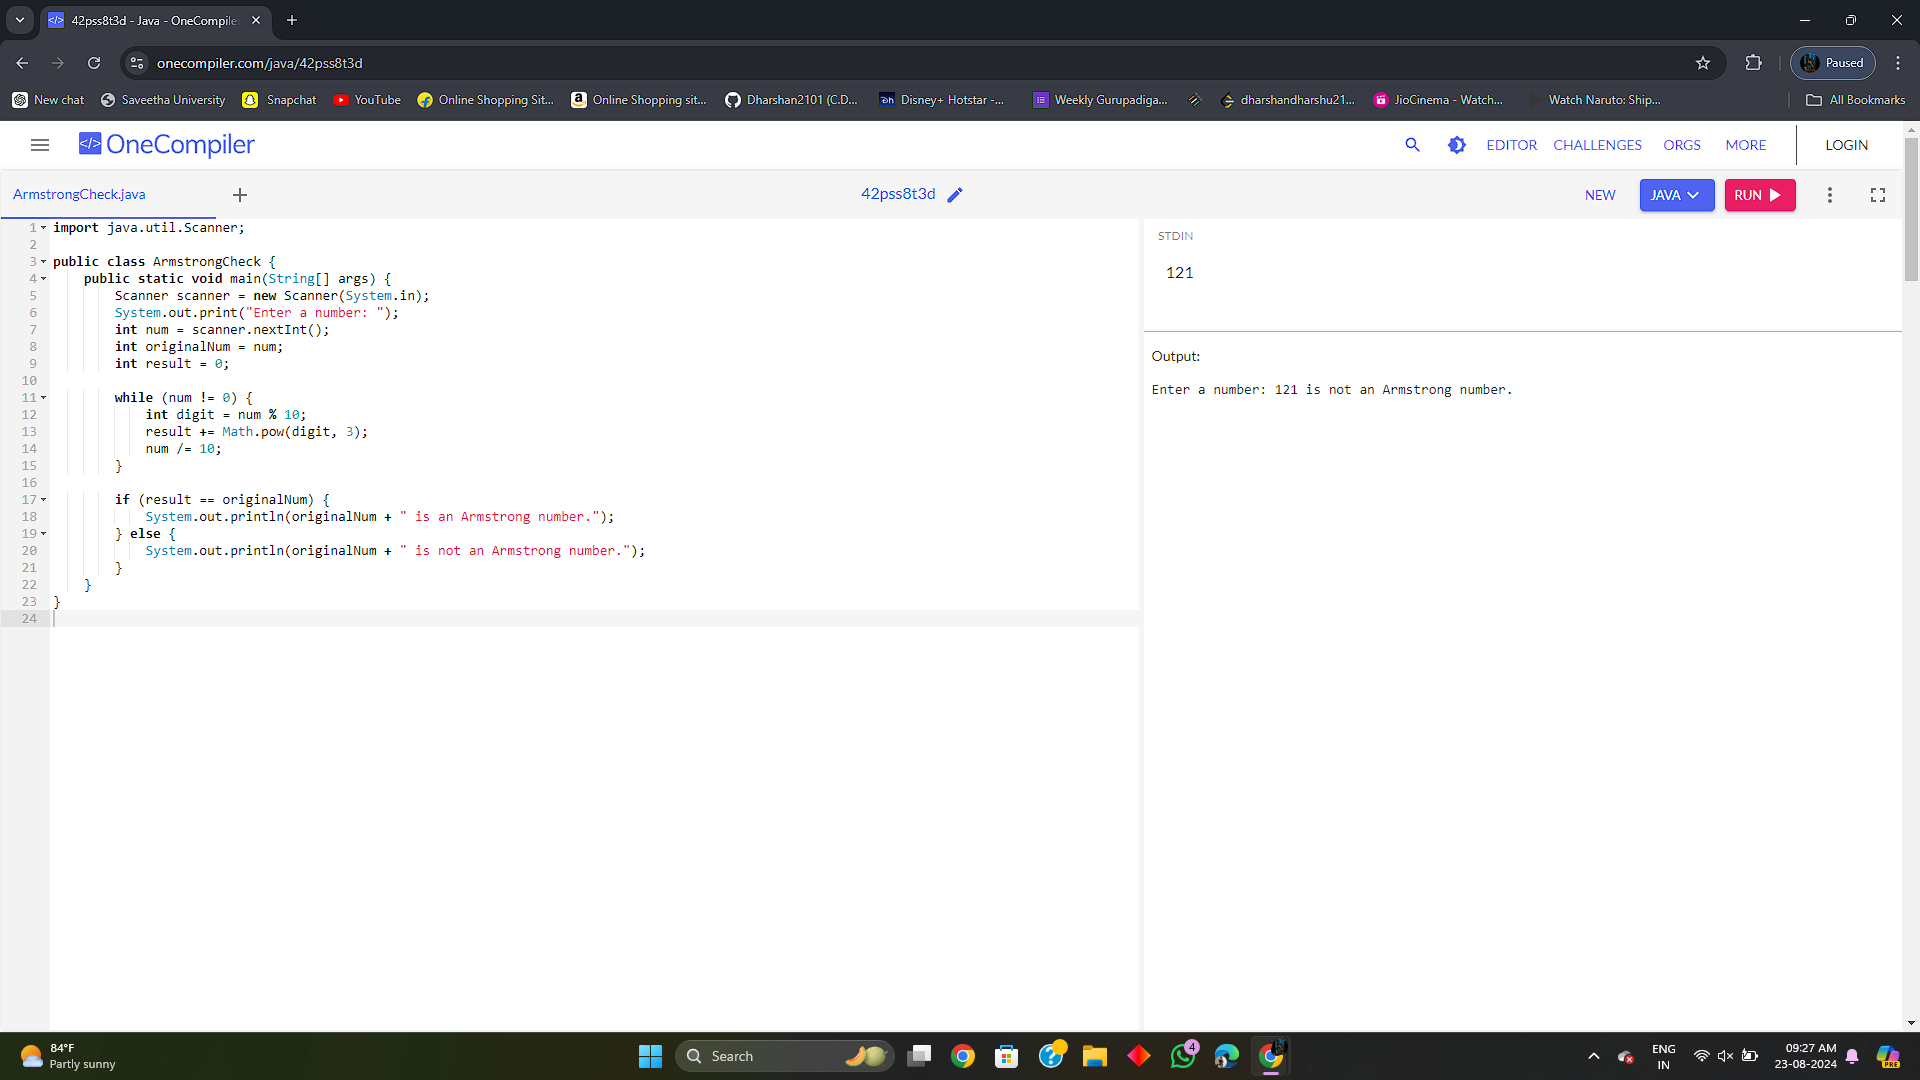 42pss8t3d - Java - OneCompile
onecompiler.com/java/42pss8t3d
Paused
New chat
Saveetha University
Snapchat
YouTube
Online Shopping Sit...
Online Shopping sit...
Dharshan2101 (C.D...
Disney+ Hotstar -...
Weekly Gurupadiga...
dharshandharshu21...
JioCinema - Watch...
Watch Naruto: Ship...
All Bookmarks
</> OneCompiler
EDITOR
CHALLENGES
ORGS
MORE
LOGIN
ArmstrongCheck.java
42pss8t3d
NEW
JAVA
RUN
1 import java.util.Scanner;
2
3 public class ArmstrongCheck {
4 public static void main(String[] args) {
5 Scanner scanner = new Scanner(System.in);
6 System.out.print("Enter a number: ");
7 int num = scanner.nextInt();
8 int originalNum = num;
9 int result = 0;
10
11 while (num != 0) {
12 int digit = num % 10;
13 result += Math.pow(digit, 3);
14 num /= 10;
15 }
16
17 if (result == originalNum) {
18 System.out.println(originalNum + " is an Armstrong number.");
19 } else {
20 System.out.println(originalNum + " is not an Armstrong number.");
21 }
22 }
23 }
24
STDIN
121
Output:
Enter a number: 121 is not an Armstrong number.
84°F
Partly sunny
Search
4
ENG
IN
09:27 AM
23-08-2024
PRE